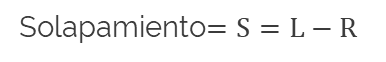 Solapamiento= S = L − R